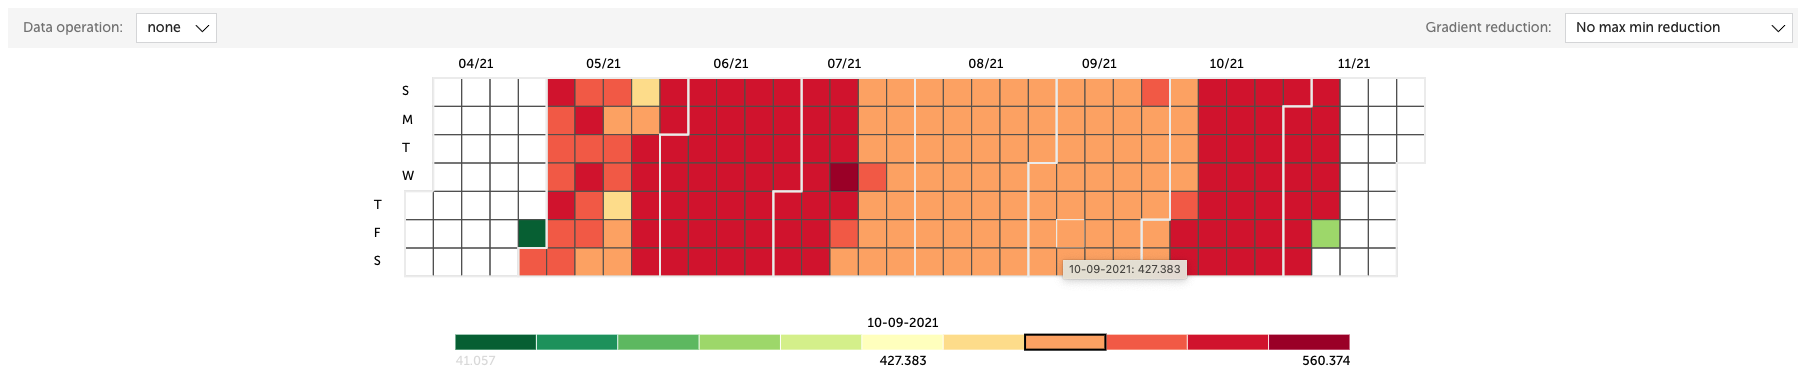 Data operation: none Gradient reduction: No max min reduction
04/21 05/21 06/21 07/21 08/21 09/21 10/21 11/21
S
M
T
W
T
F
S
10-09-2021: 427.383
10-09-2021
41.057 427.383 560.374